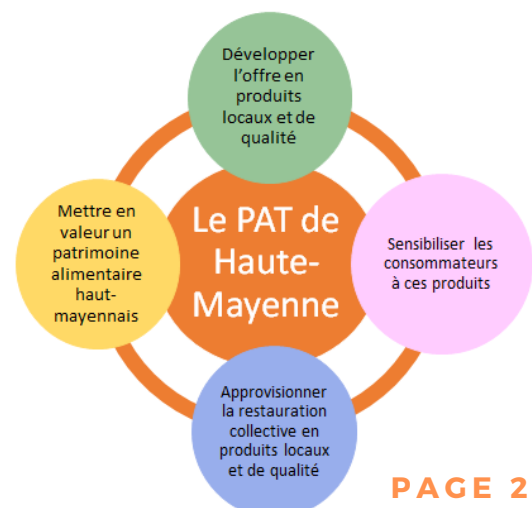 Développer
l'offre en
produits
locaux et de
qualité
Mettre en
valeur un
patrimoine
alimentaire
haut-
mayennais
Le PAT de
Haute-
Mayenne
Sensibiliser les
consommateurs
à ces produits
Approvisionner
la restauration
collective en
produits locaux
et de qualité
PAGE 2